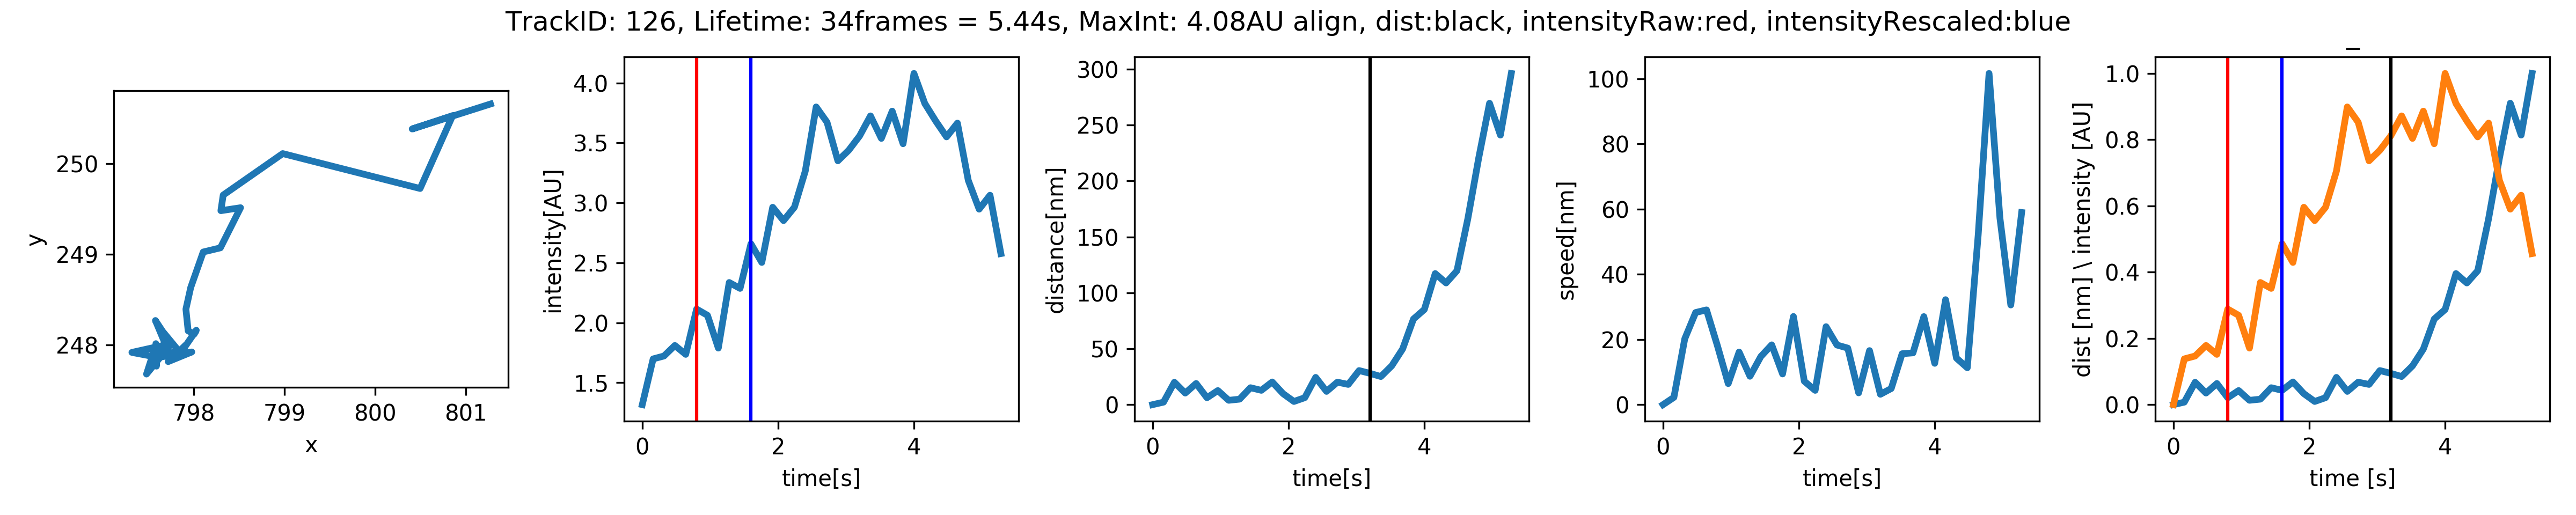 TrackID: 126, Lifetime: 34frames = 5.44s, MaxInt: 4.08AU align, dist:black, intensityRaw:red, intensityRescaled:blue
_
250
249
248
y
798 799 800 801
x
4.0
3.5
3.0
2.5
2.0
1.5
intensity[AU]
0 2 4
time[s]
300
250
200
150
100
50
0
distance[nm]
0 2 4
time[s]
100
80
60
40
20
0
speed[nm]
0 2 4
time[s]
1.0
0.8
0.6
0.4
0.2
0.0
dist [nm] \ intensity [AU]
0 2 4
time [s]